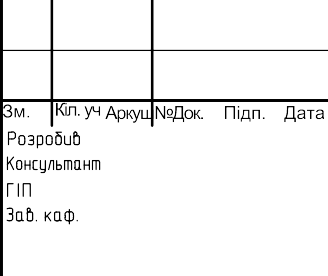 Зм. Кіл. уч Аркуш №Док. Підп. Дата
Розробив
Консультант
ГІП
Зав. каф.